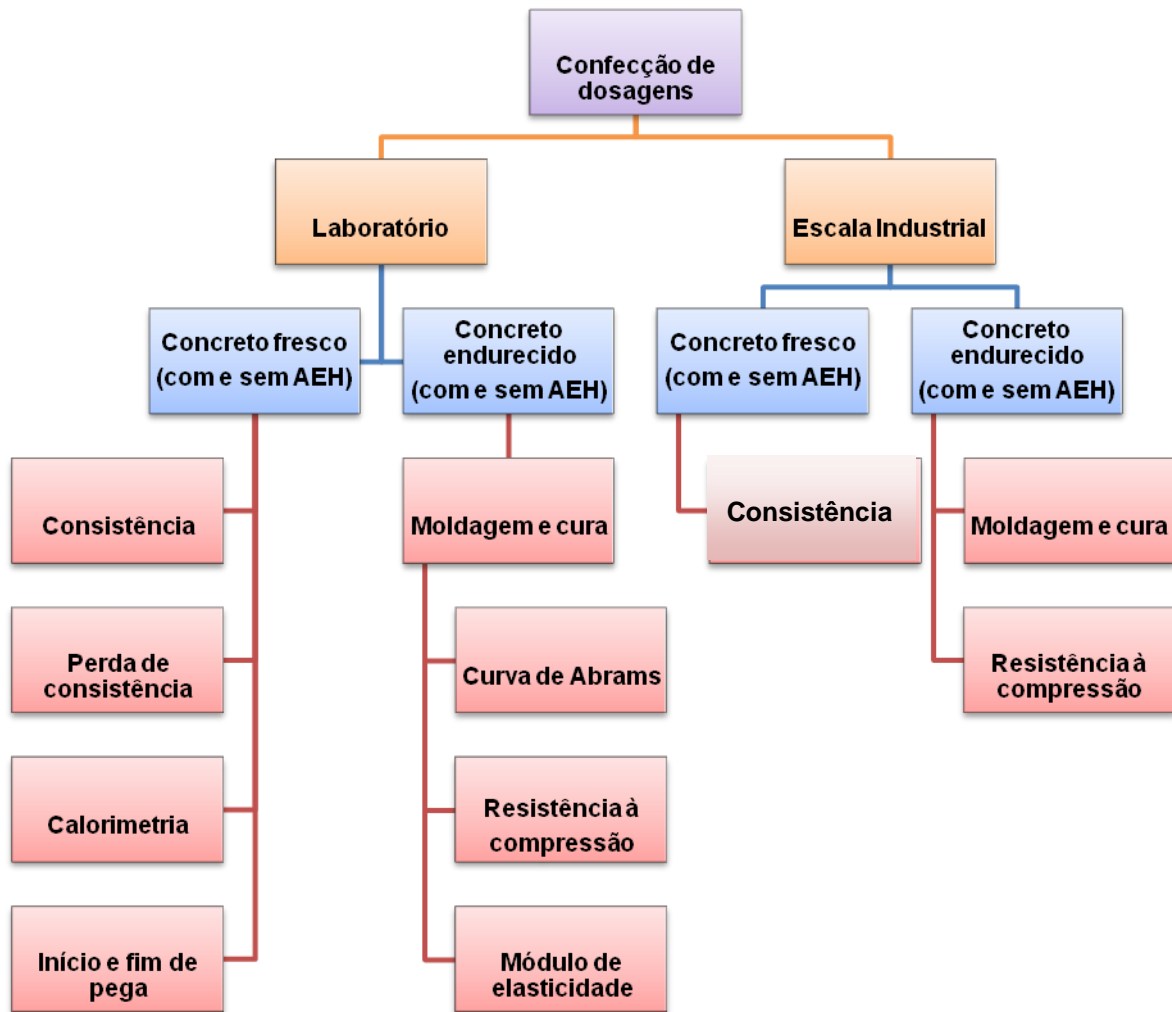 Confecção de
dosagens
Laboratório
Escala Industrial
Concreto fresco
(com e sem AEH)
Concreto
endurecido
(com e sem AEH)
Concreto fresco
(com e sem AEH)
Concreto
endurecido
(com e sem AEH)
Consistência
Moldagem e cura
Consistência
Moldagem e cura
Perda de
consistência
Curva de Abrams
Resistência à
compressão
Calorimetria
Resistência à
compressão
Início e fim de
pega
Módulo de
elasticidade